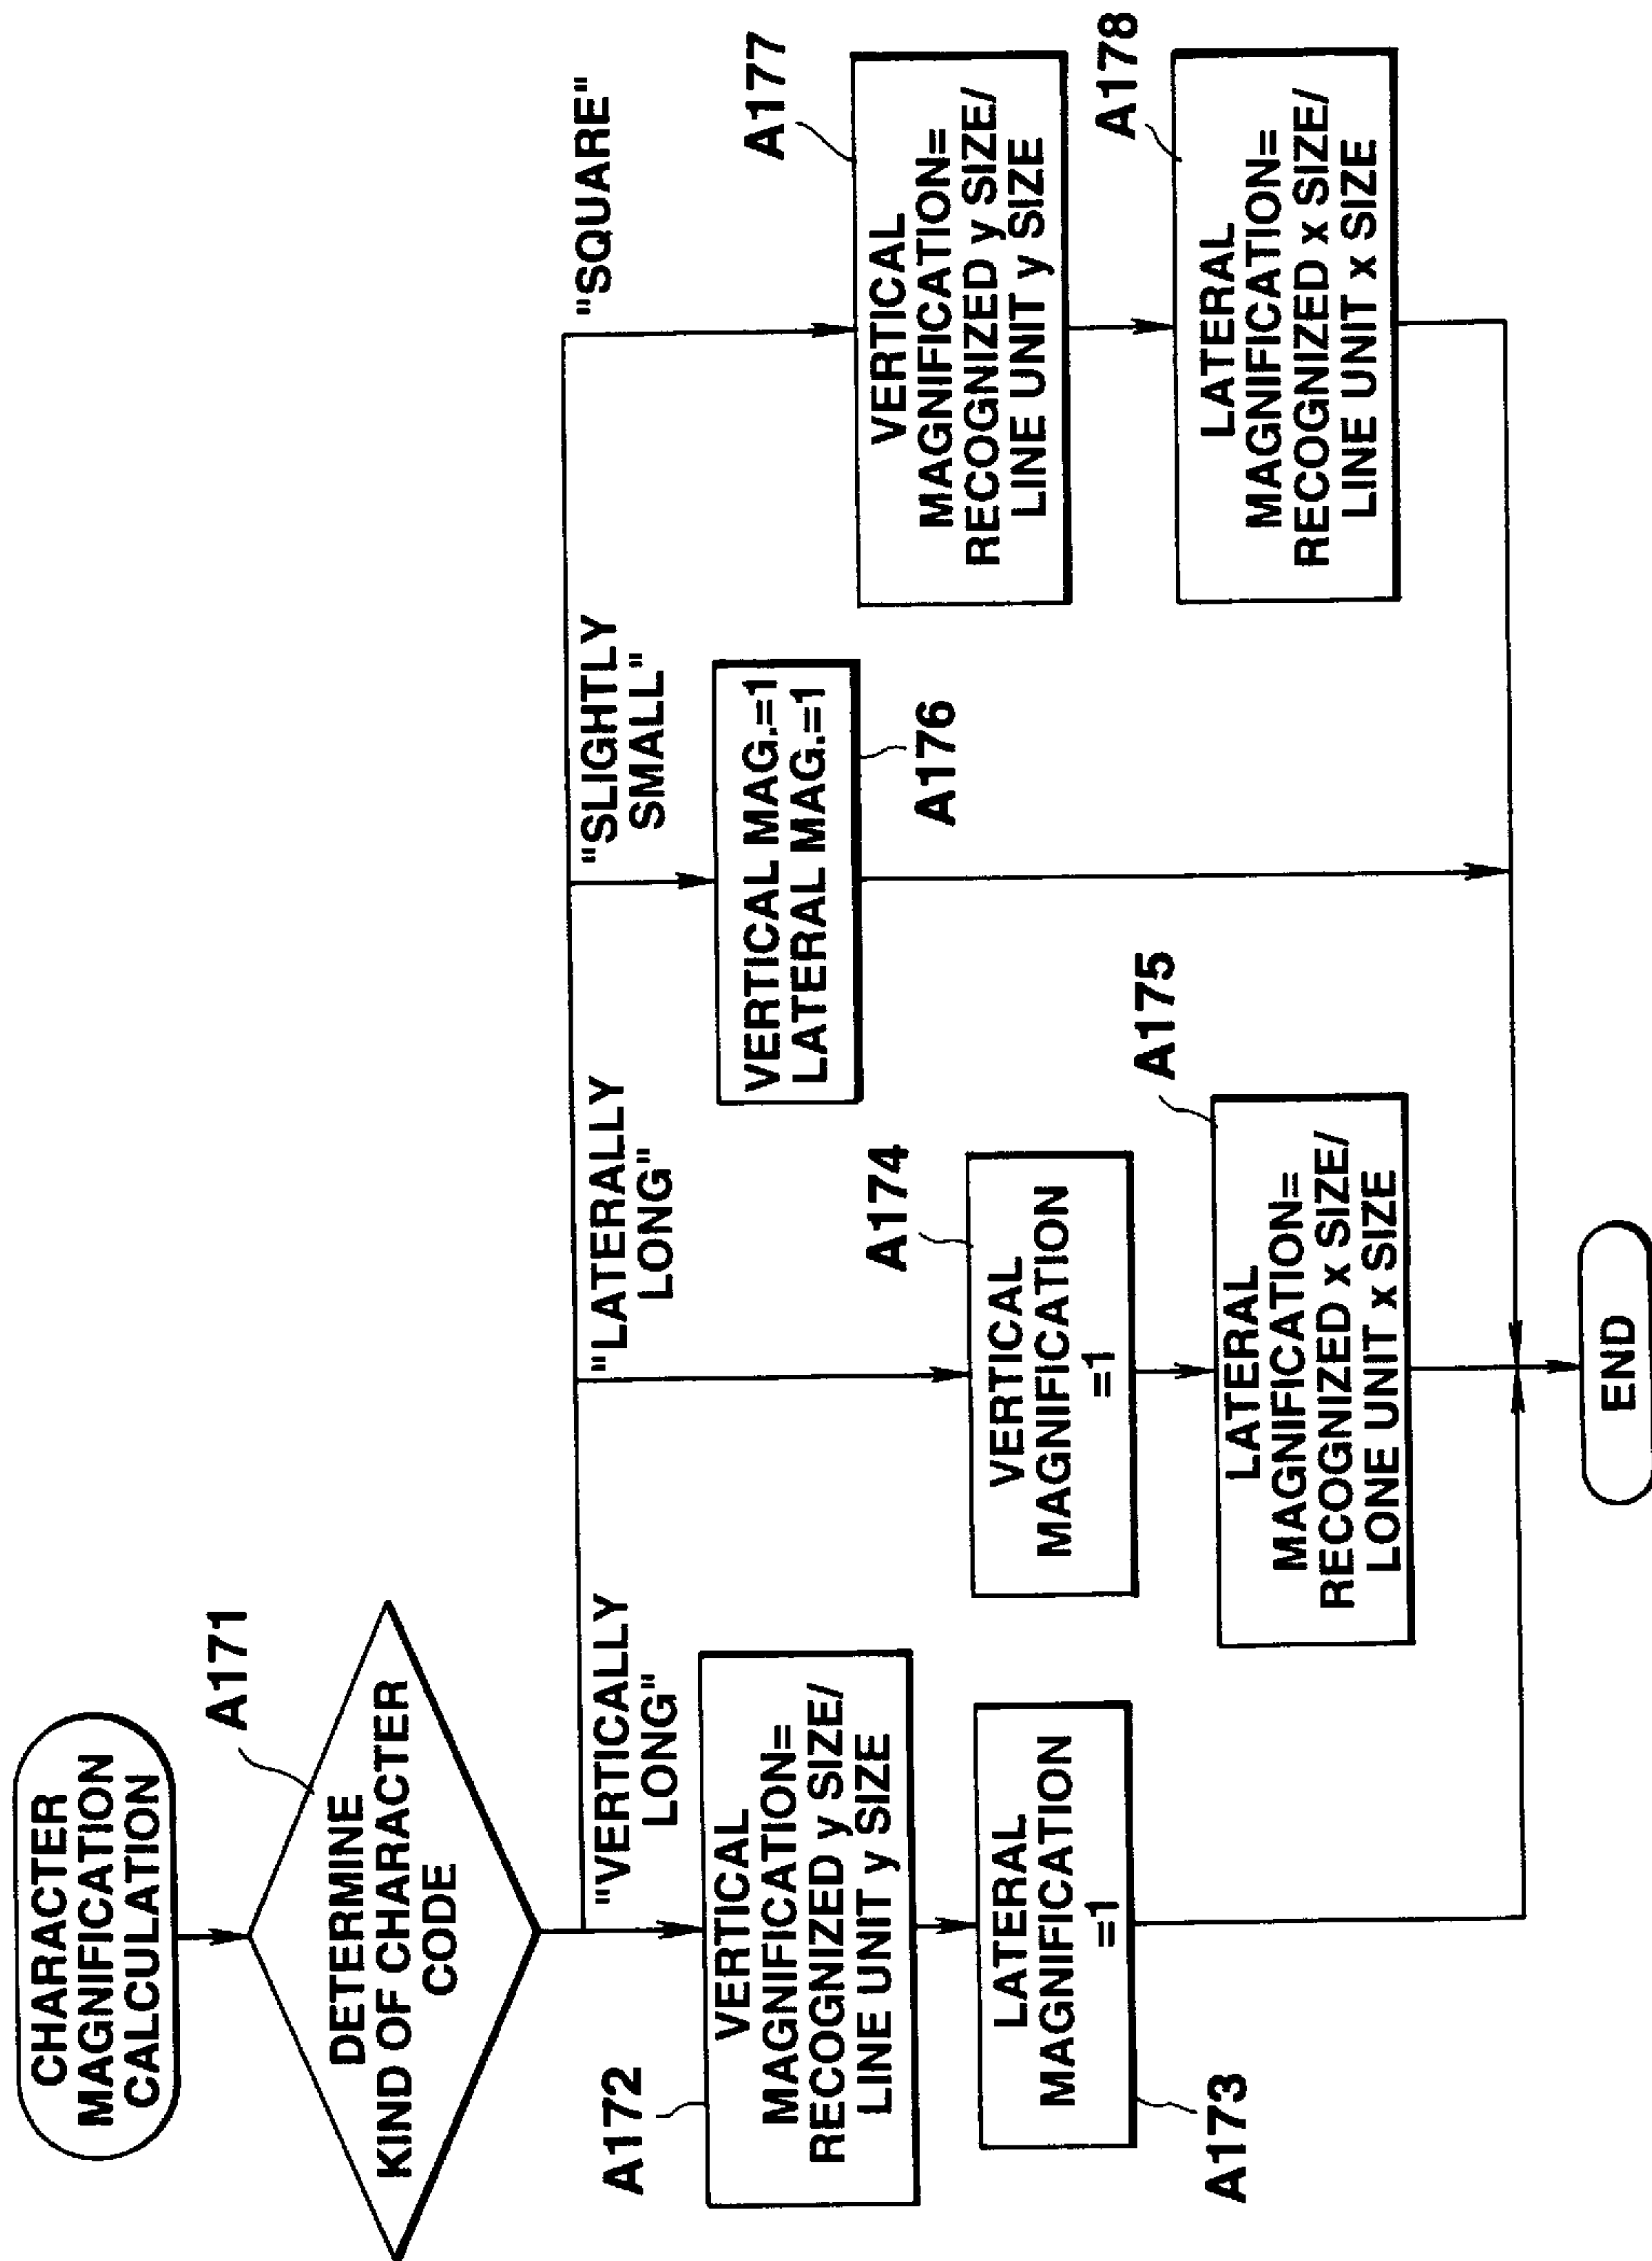 CHARACTER
MAGNIFICATION
CALCULATION
A171
DETERMINE
KIND OF CHARACTER
CODE
"VERTICALLY
LONG"
A172
VERTICAL
MAGNIFICATION=
RECOGNIZED y SIZE/
LINE UNIT y SIZE
A173
LATERAL
MAGNIFICATION
=1
"LATERALLY
LONG"
A174
VERTICAL
MAGNIFICATION
=1
A175
LATERAL
MAGNIFICATION=
RECOGNIZED x SIZE/
LONE UNIT x SIZE
"SLIGHTLY
SMALL"
VERTICAL MAG.=1
LATERAL MAG.=1
A176
"SQUARE"
A177
VERTICAL
MAGNIFICATION=
RECOGNIZED y SIZE/
LINE UNIT y SIZE
A178
LATERAL
MAGNIFICATION=
RECOGNIZED x SIZE/
LINE UNIT x SIZE
END